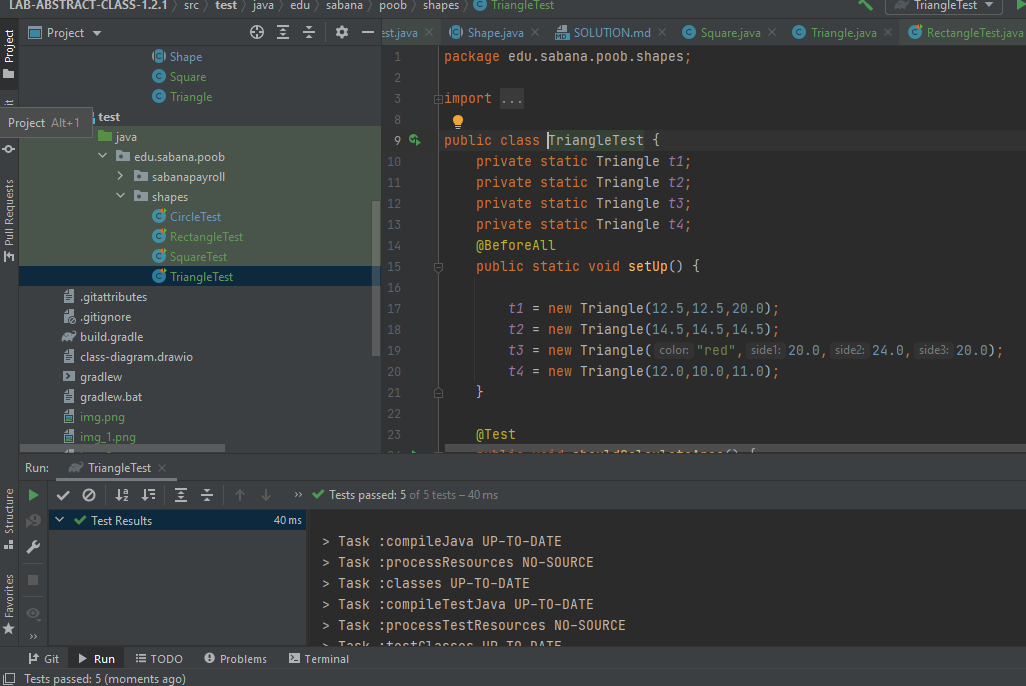 LAB-ABSTRACT-CLASS-1.2.1 > src > test > java > edu > sabana > poob > shapes > TriangleTest
TriangleTest
Project
est.java Shape.java SOLUTION.md Square.java Triangle.java RectangleTest.java
Project
Shape
Square
Triangle
test
Project Alt+1
java
edu.sabana.poob
sabanapayroll
shapes
CircleTest
RectangleTest
SquareTest
TriangleTest
.gitattributes
.gitignore
build.gradle
class-diagram.drawio
gradlew
gradlew.bat
img.png
img_1.png
Pull Requests
1 package edu.sabana.poob.shapes;
2
3 import ...
8
9 public class TriangleTest {
10 private static Triangle t1;
11 private static Triangle t2;
12 private static Triangle t3;
13 private static Triangle t4;
14 @BeforeAll
15 public static void setUp() {
16
17 t1 = new Triangle(12.5,12.5,20.0);
18 t2 = new Triangle(14.5,14.5,14.5);
19 t3 = new Triangle( color: "red", side1: 20.0, side2: 24.0, side3: 20.0);
20 t4 = new Triangle(12.0,10.0,11.0);
21 }
22
23 @Test
Run: TriangleTest
Tests passed: 5 of 5 tests – 40 ms
Test Results 40 ms
> Task :compileJava UP-TO-DATE
> Task :processResources NO-SOURCE
> Task :classes UP-TO-DATE
> Task :compileTestJava UP-TO-DATE
> Task :processTestResources NO-SOURCE
> Task :testClasses UP-TO-DATE
Structure
Favorites
Git Run TODO Problems Terminal
Tests passed: 5 (moments ago)